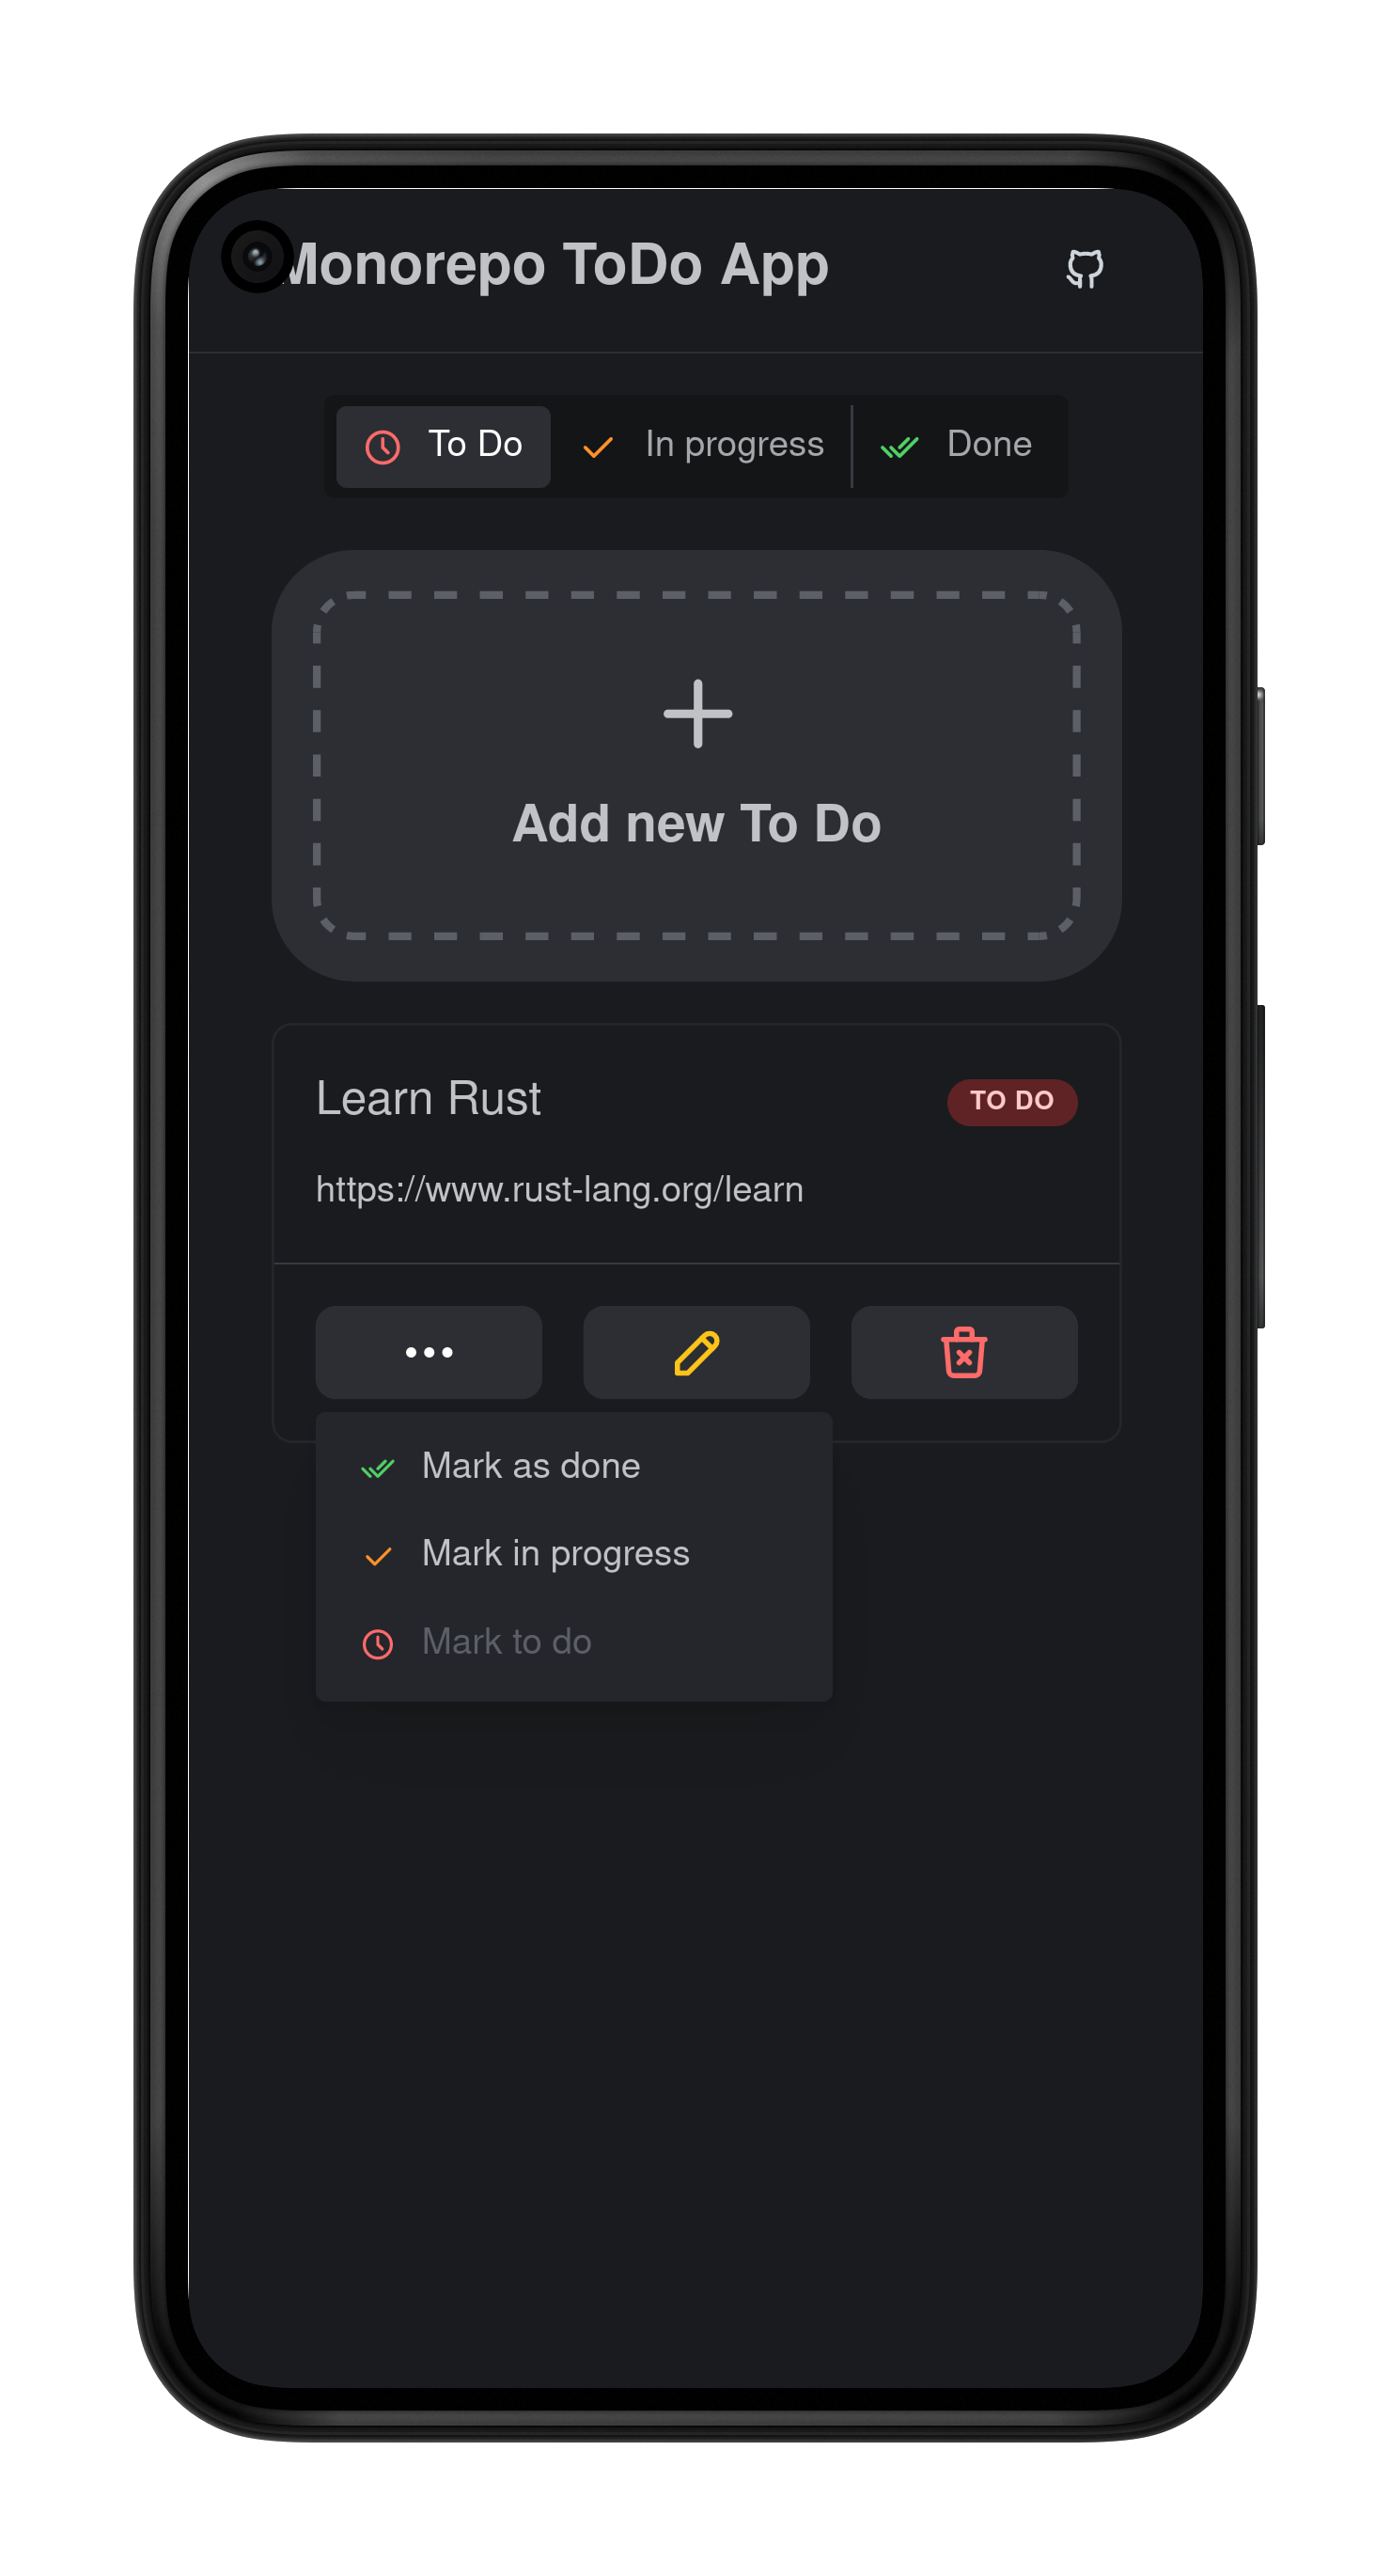 Monorepo ToDo App
To Do
In progress
Done
Add new To Do
Learn Rust
TO DO
https://www.rust-lang.org/learn
Mark as done
Mark in progress
Mark to do